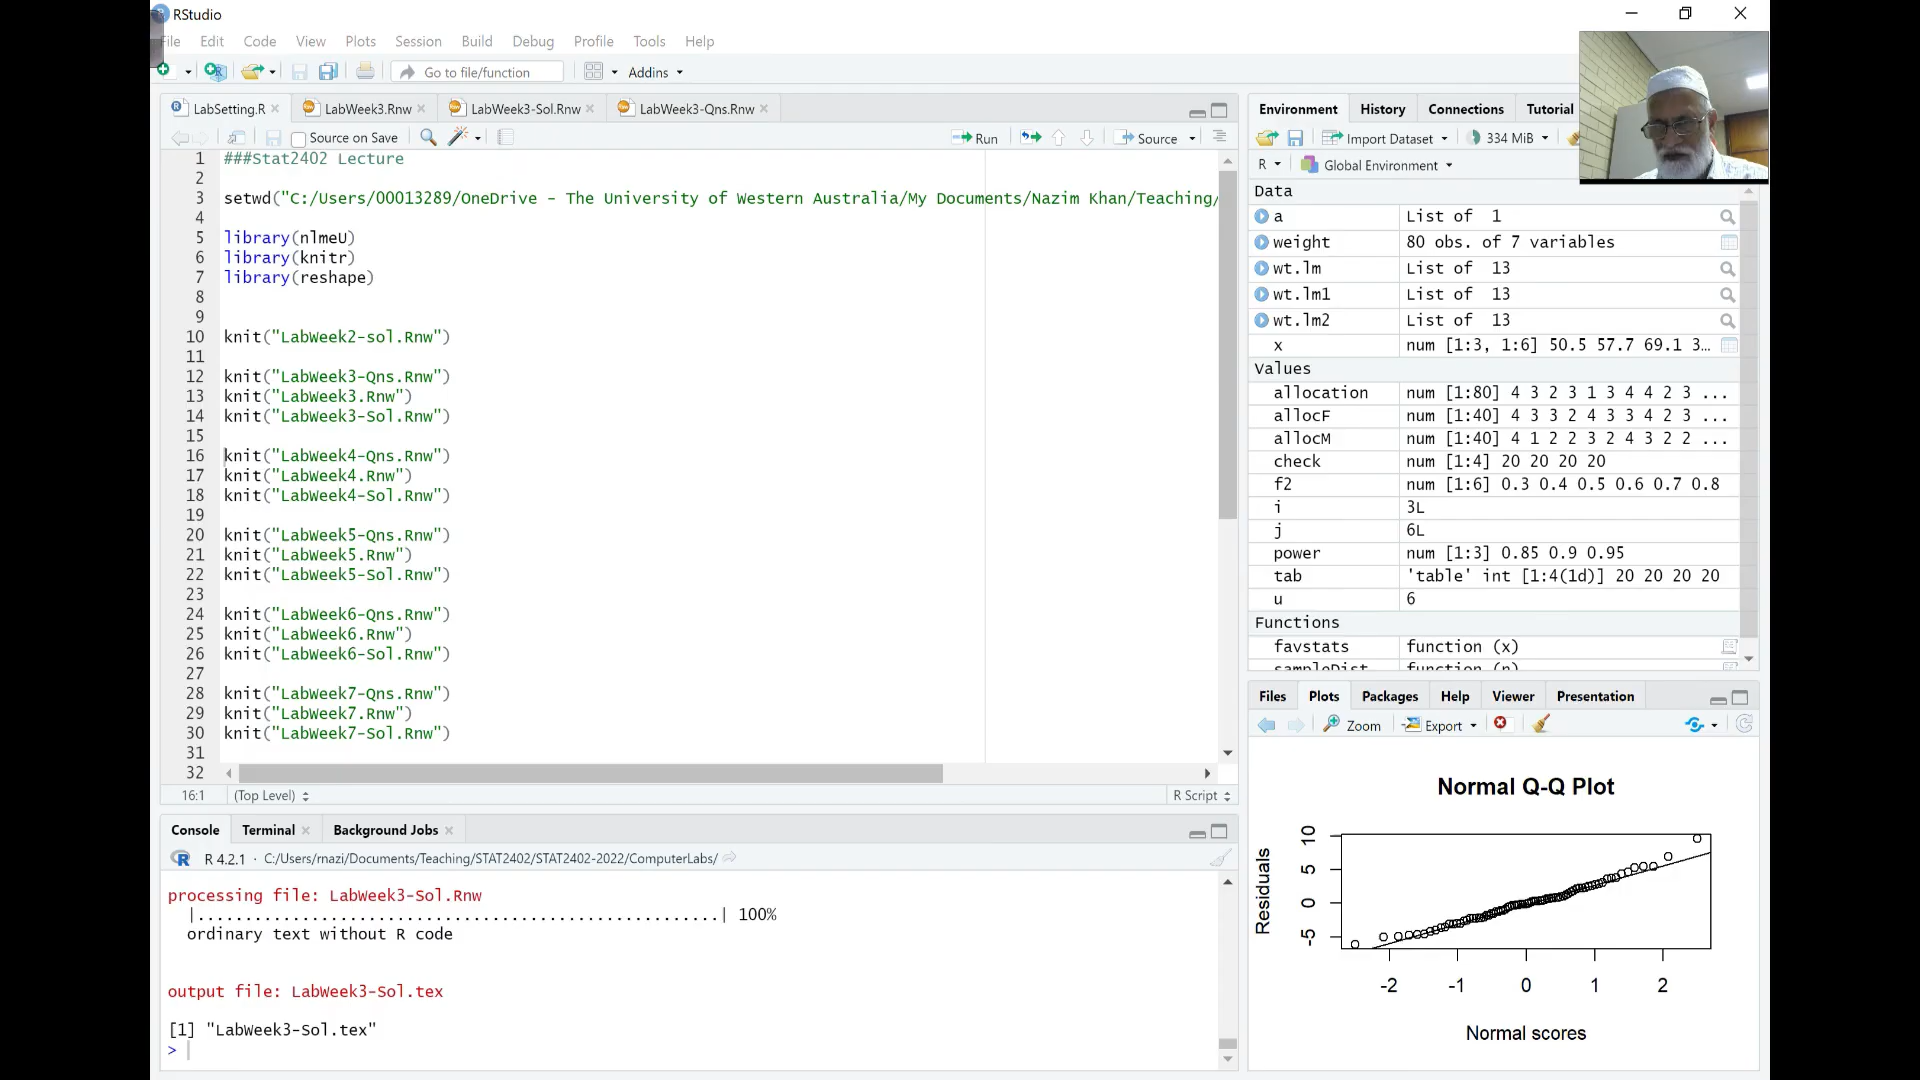 RStudio
File Edit Code View Plots Session Build Debug Profile Tools Help
Go to file/function Addins
LabSetting.R LabWeek3.Rnw LabWeek3-Sol.Rnw LabWeek3-Qns.Rnw
Source on Save Run Source
1 ###Stat2402 Lecture
2
3 setwd("C:/Users/00013289/OneDrive - The University of Western Australia/My Documents/Nazim Khan/Teaching/
4
5 library(nlmeU)
6 library(knitr)
7 library(reshape)
8
9
10 knit("LabWeek2-sol.Rnw")
11
12 knit("LabWeek3-Qns.Rnw")
13 knit("LabWeek3.Rnw")
14 knit("LabWeek3-Sol.Rnw")
15
16 knit("LabWeek4-Qns.Rnw")
17 knit("LabWeek4.Rnw")
18 knit("LabWeek4-Sol.Rnw")
19
20 knit("LabWeek5-Qns.Rnw")
21 knit("LabWeek5.Rnw")
22 knit("LabWeek5-Sol.Rnw")
23
24 knit("LabWeek6-Qns.Rnw")
25 knit("LabWeek6.Rnw")
26 knit("LabWeek6-Sol.Rnw")
27
28 knit("LabWeek7-Qns.Rnw")
29 knit("LabWeek7.Rnw")
30 knit("LabWeek7-Sol.Rnw")
31
32
16:1 (Top Level) R Script
Console Terminal Background Jobs
R 4.2.1 · C:/Users/rnazi/Documents/Teaching/STAT2402/STAT2402-2022/ComputerLabs/
processing file: LabWeek3-Sol.Rnw
|.......................................................| 100%
ordinary text without R code
output file: LabWeek3-Sol.tex
[1] "LabWeek3-Sol.tex"
>
Environment History Connections Tutorial
Import Dataset 334 MiB
R Global Environment
Data
a List of 1
weight 80 obs. of 7 variables
wt.lm List of 13
wt.lm1 List of 13
wt.lm2 List of 13
x num [1:3, 1:6] 50.5 57.7 69.1 3…
Values
allocation num [1:80] 4 3 2 3 1 3 4 4 2 3 ...
allocF num [1:40] 4 3 3 2 4 3 3 4 2 3 ...
allocM num [1:40] 4 1 2 2 3 2 4 3 2 2 ...
check num [1:4] 20 20 20 20
f2 num [1:6] 0.3 0.4 0.5 0.6 0.7 0.8
i 3L
j 6L
power num [1:3] 0.85 0.9 0.95
tab 'table' int [1:4(1d)] 20 20 20 20
u 6
Functions
favstats function (x)
sampleDist function (n)
Files Plots Packages Help Viewer Presentation
Zoom Export
Normal Q-Q Plot
Residuals
10
5
0
-5
-2 -1 0 1 2
Normal scores